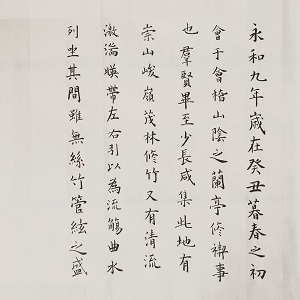 永和九年歲在癸丑暮春之初
會于會稽山陰之蘭亭修禊事
也羣賢畢至少長咸集此地有
崇山峻嶺茂林修竹又有清流
激湍暎帶左右引以為流觴曲水
列坐其間雖無絲竹管絃之盛